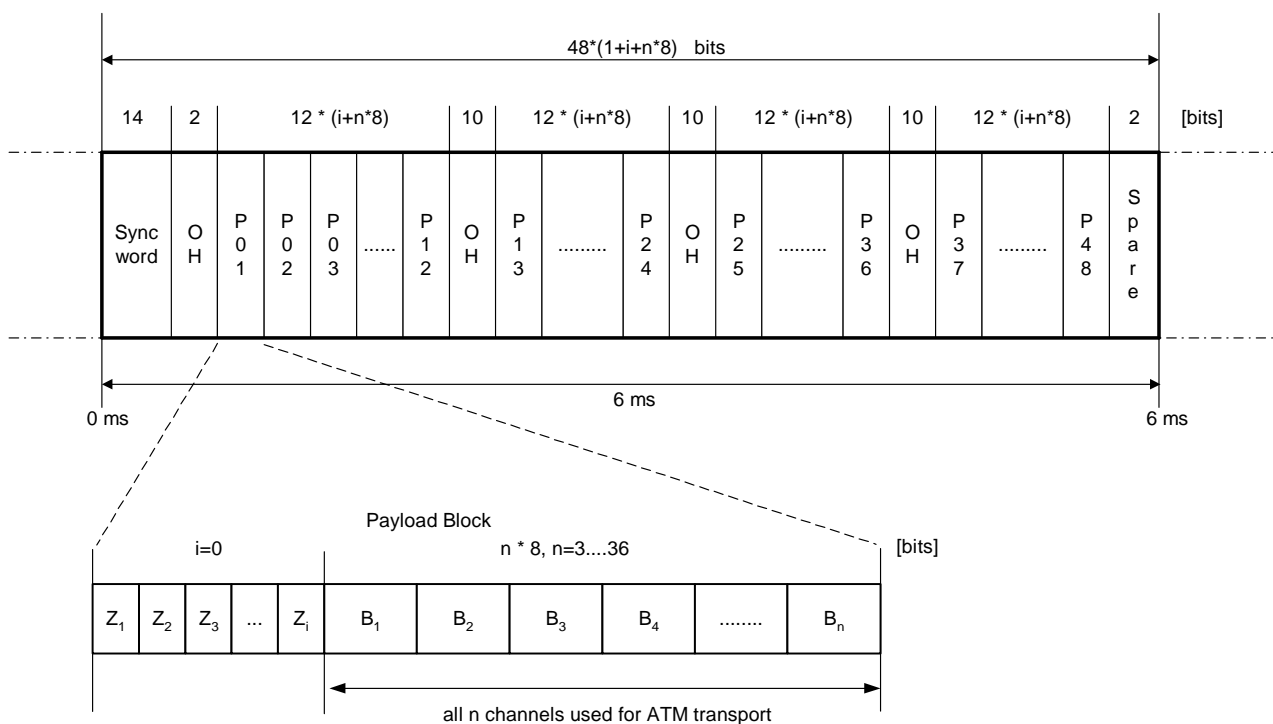 48*(1+i+n*8) bits
14 2 12 * (i+n*8) 10 12 * (i+n*8) 10 12 * (i+n*8) 10 12 * (i+n*8) 2 [bits]
Sync word OH P01 P02 P03 ...... P12 OH P13 ......... P24 OH P25 ......... P36 OH P37 ......... P48 Spare
6 ms
0 ms 6 ms
Payload Block
i=0 n * 8, n=3....36 [bits]
Z₁ Z₂ Z₃ ... Zᵢ B₁ B₂ B₃ B₄ ........ Bₙ
all n channels used for ATM transport